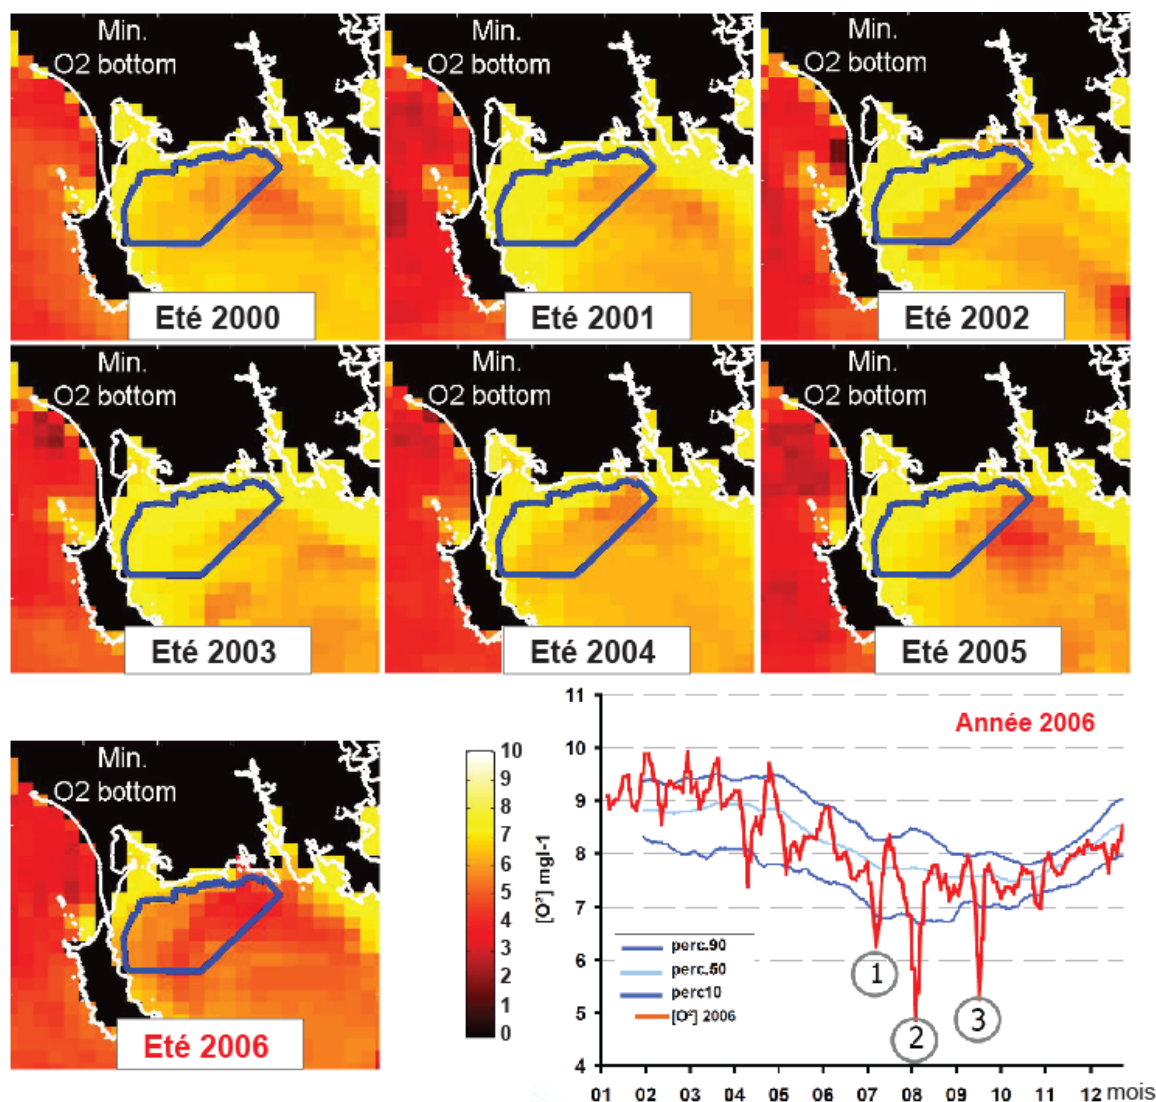 Min.
O2 bottom
Eté 2000
Min.
O2 bottom
Eté 2001
Min.
O2 bottom
Eté 2002
Min.
O2 bottom
Eté 2003
Min.
O2 bottom
Eté 2004
Min.
O2 bottom
Eté 2005
Min.
O2 bottom
Eté 2006
10
9
8
7
6
5
4
3
2
1
0
[O²] mgl-1
11
10
9
8
7
6
5
4
Année 2006
perc.90
perc.50
perc10
[O²] 2006
1
2
3
01 02 03 04 05 06 07 08 09 10 11 12 mois